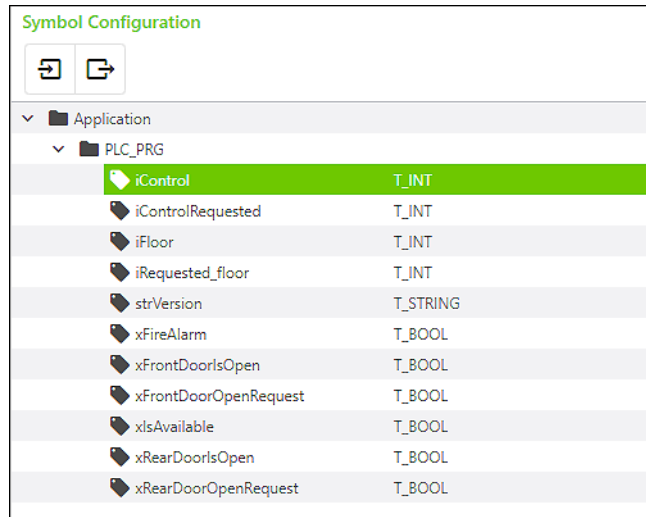 Symbol Configuration
Application
PLC_PRG
iControl T_INT
iControlRequested T_INT
iFloor T_INT
iRequested_floor T_INT
strVersion T_STRING
xFireAlarm T_BOOL
xFrontDoorIsOpen T_BOOL
xFrontDoorOpenRequest T_BOOL
xIsAvailable T_BOOL
xRearDoorIsOpen T_BOOL
xRearDoorOpenRequest T_BOOL